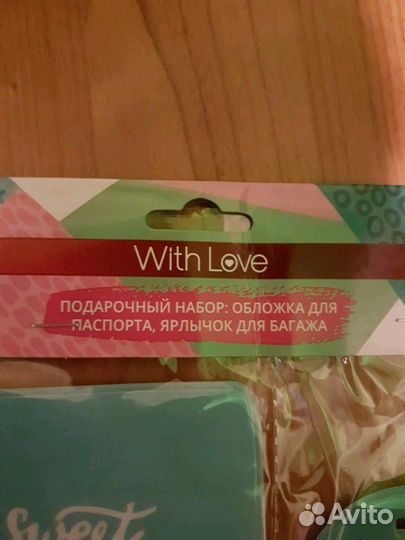 With Love
ПОДАРОЧНЫЙ НАБОР: ОБЛОЖКА ДЛЯ
ПАСПОРТА, ЯРЛЫЧОК ДЛЯ БАГАЖА
sweet
Avito